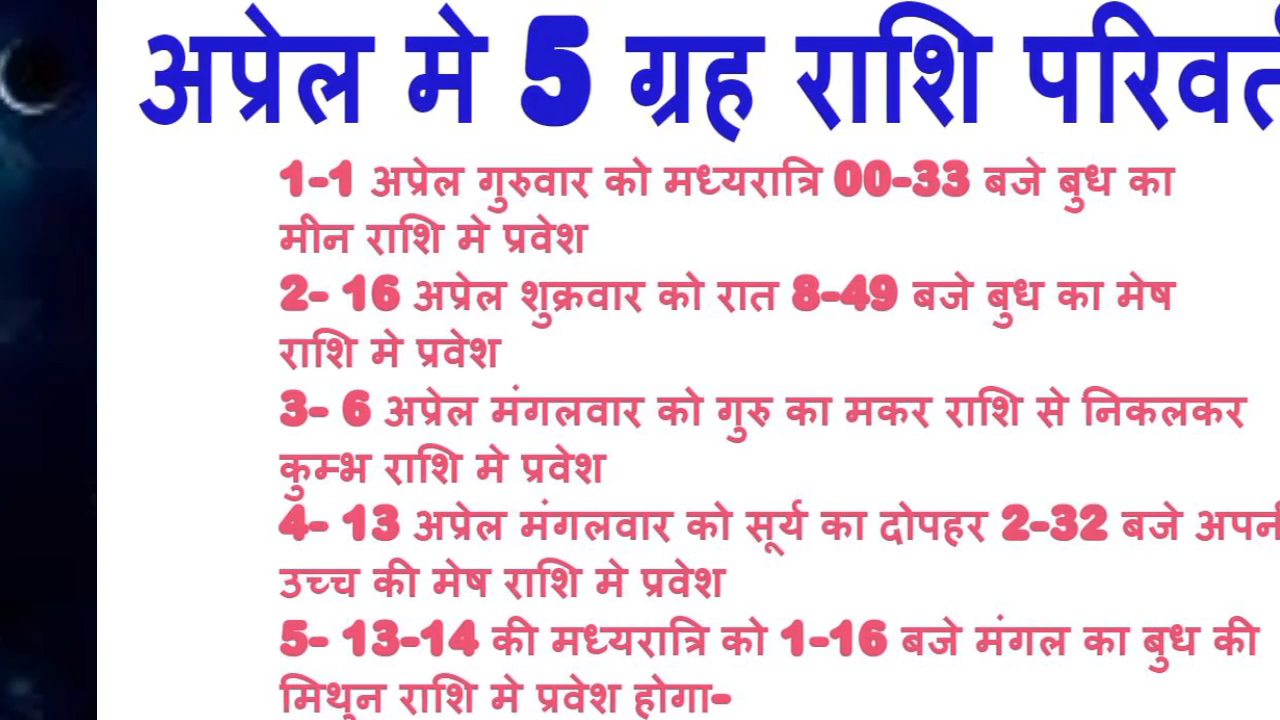 अप्रेल मे 5 ग्रह राशि
1-1 अप्रेल गुरुवार को मध्यरात्रि 00-33 बजे बुध का
मीन राशि मे प्रवेश
2- 16 अप्रेल शुक्रवार को रात 8-49 बजे बुध का मेष
राशि मे प्रवेश
3- 6 अप्रेल मंगलवार को गुरु का मकर राशि से निकलकर
कुम्भ राशि मे प्रवेश
4- 13 अप्रेल मंगलवार को सूर्य का दोपहर 2-32 बजे
उच्च की मेष राशि मे प्रवेश
5- 13-14 की मध्यरात्रि को 1-16 बजे मंगल का बुध की
मिथुन राशि मे प्रवेश होगा-